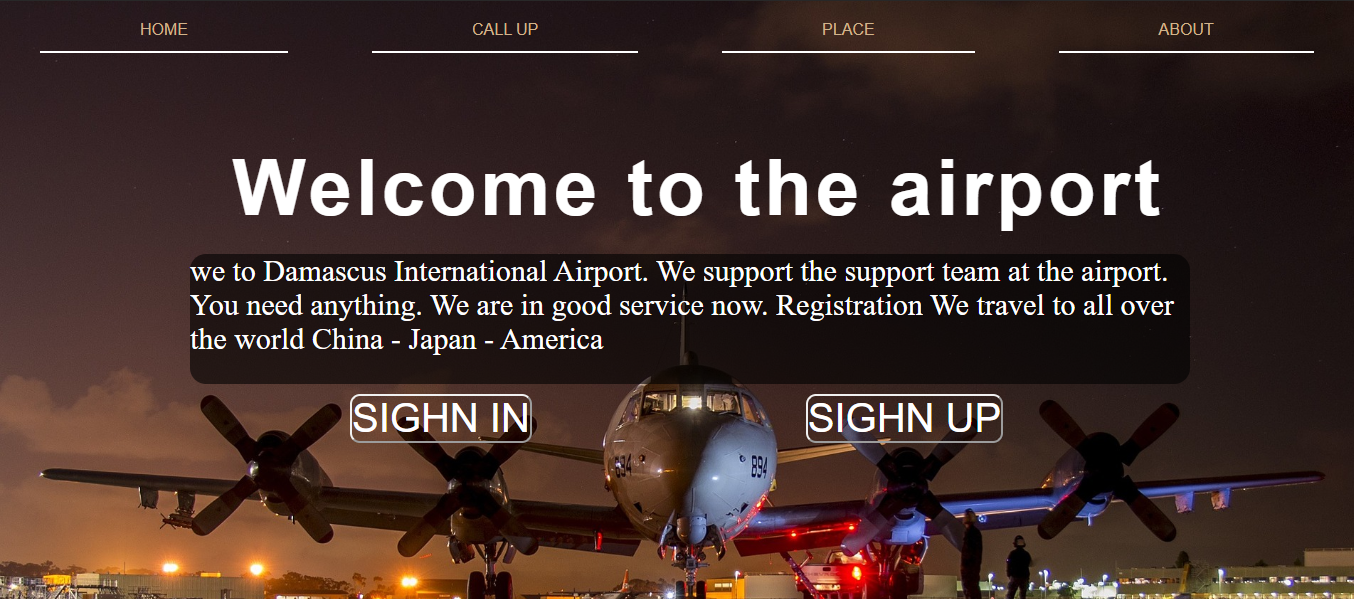 HOME CALL UP PLACE ABOUT
Welcome to the airport
we to Damascus International Airport. We support the support team at the airport.
You need anything. We are in good service now. Registration We travel to all over
the world China - Japan - America
SIGHN IN SIGHN UP
894 894